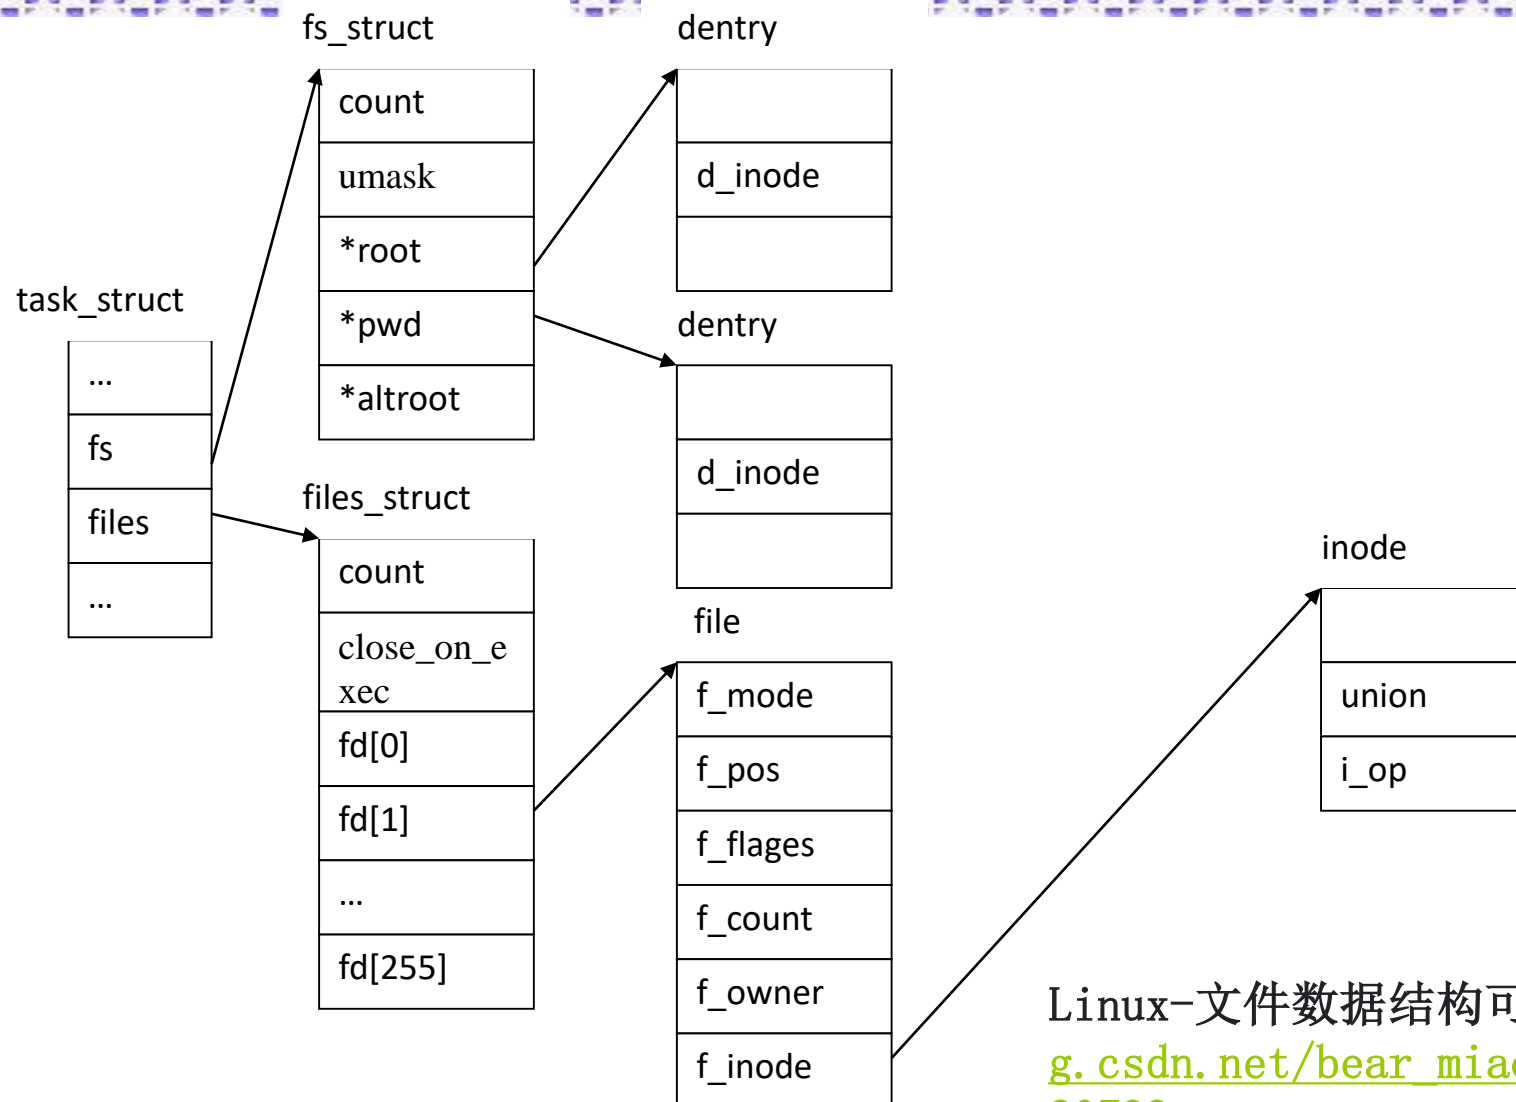 fs_struct
count
umask
*root
*pwd
*altroot
dentry
d_inode
dentry
d_inode
task_struct
...
fs
files
...
files_struct
count
close_on_e
xec
fd[0]
fd[1]
...
fd[255]
file
f_mode
f_pos
f_flages
f_count
f_owner
f_inode
inode
union
i_op
Linux-文件数据结构可
g.csdn.net/bear_miao